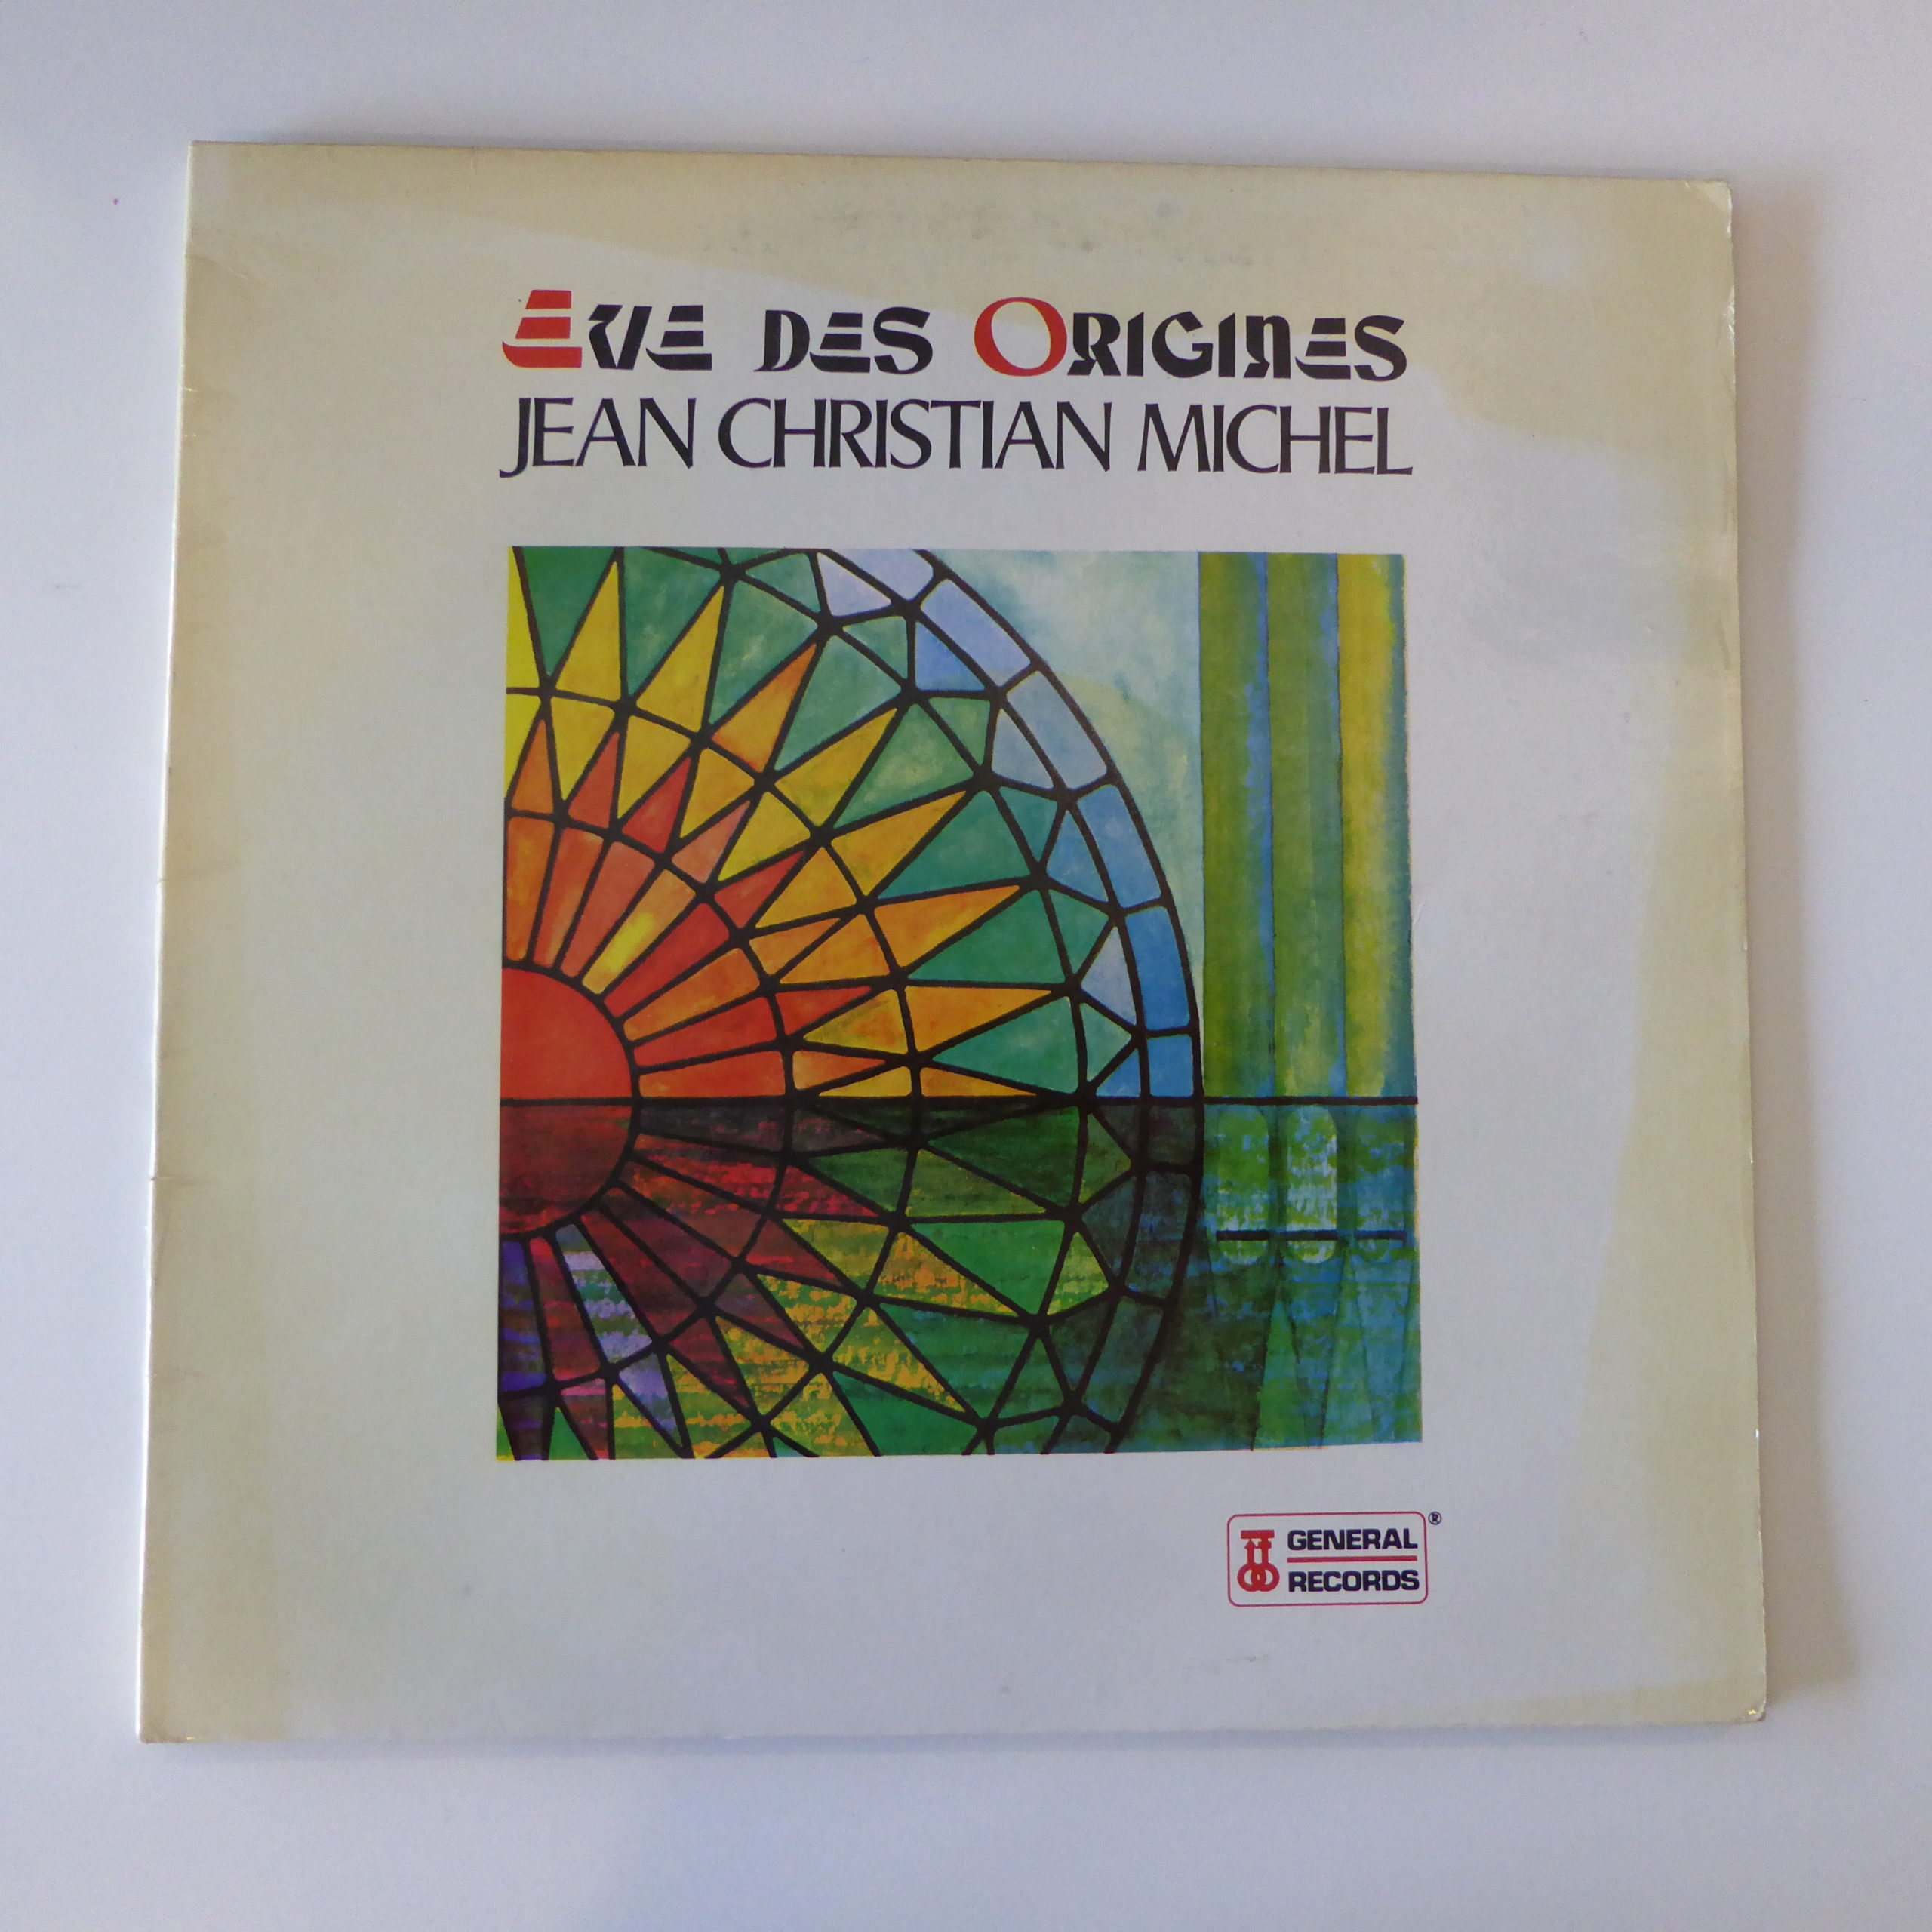 EVE DES ORIGINES
JEAN CHRISTIAN MICHEL
GENERAL ®
RECORDS